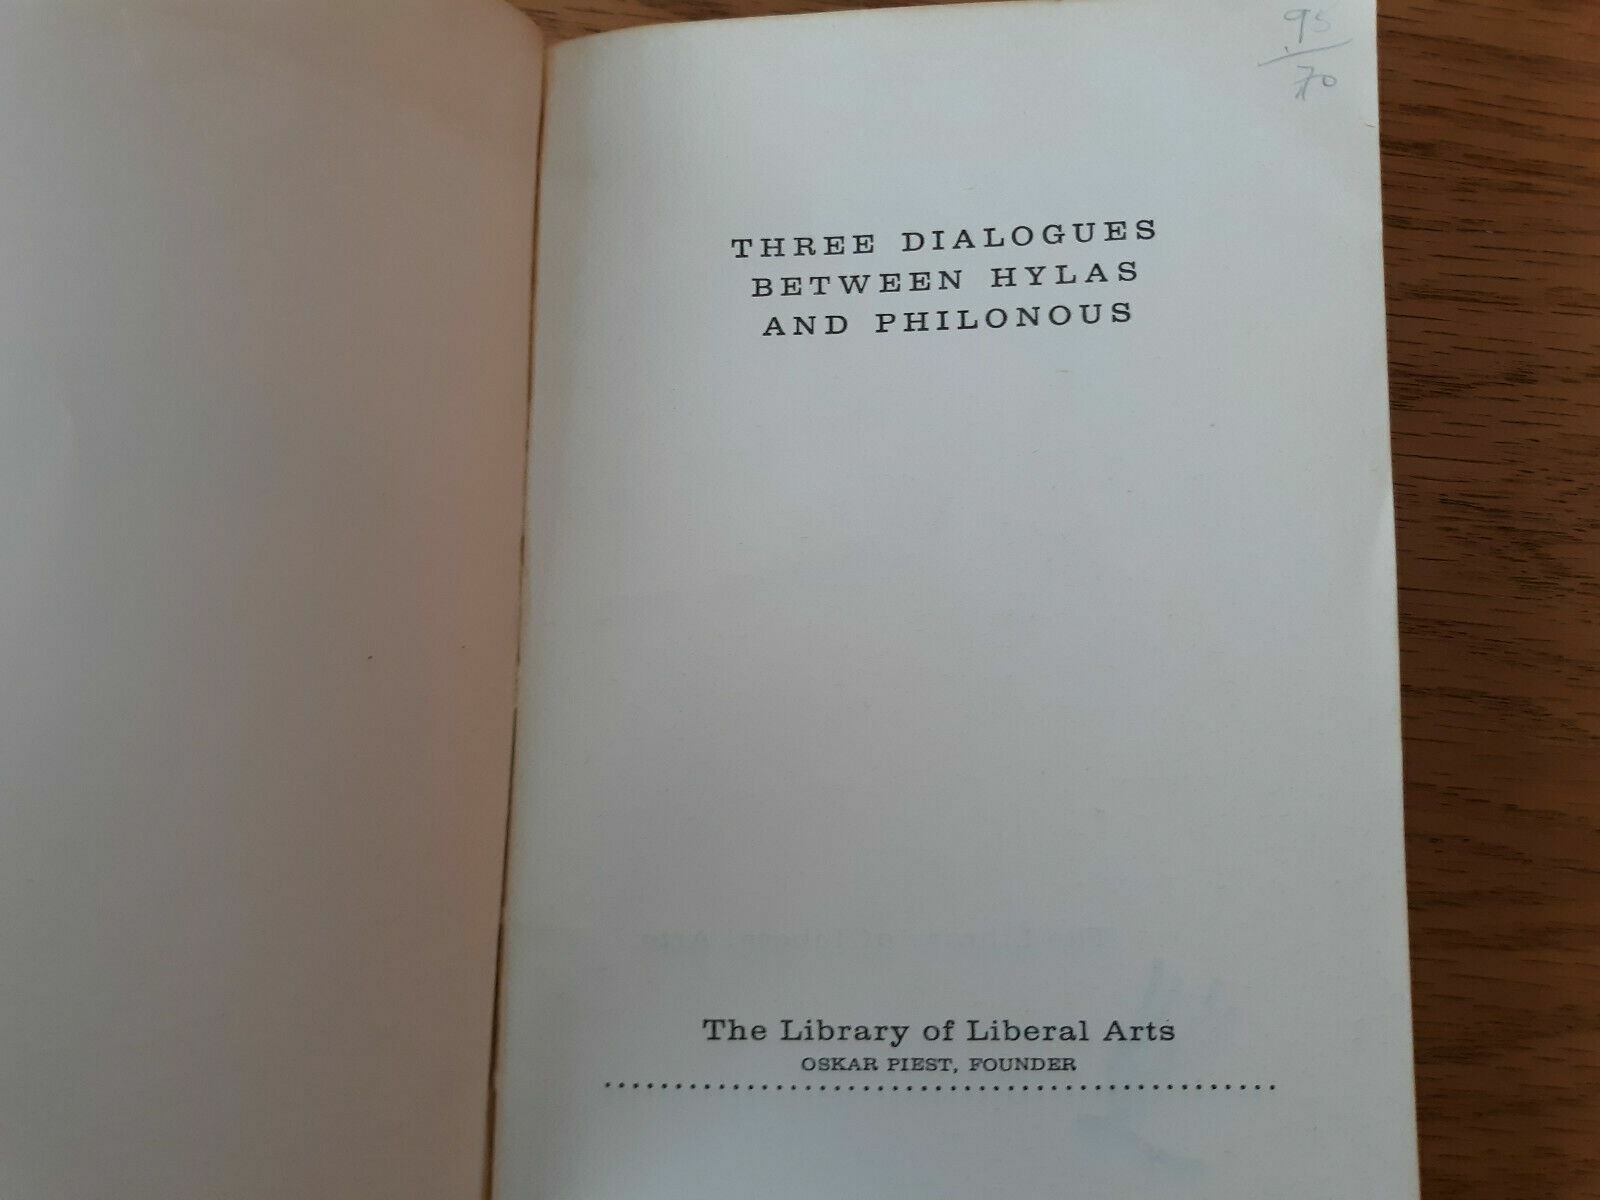 95
70
THREE DIALOGUES
BETWEEN HYLAS
AND PHILONOUS
The Library of Liberal Arts
OSKAR PIEST, FOUNDER